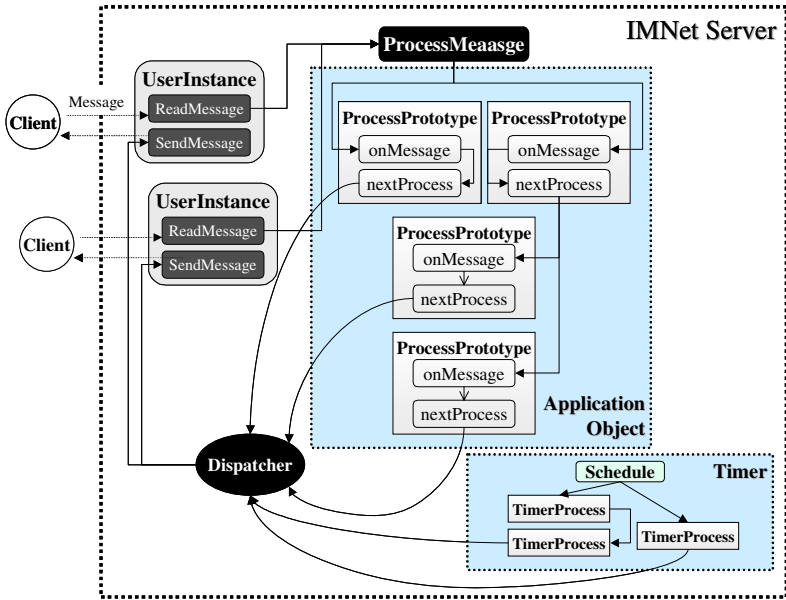 IMNet Server
ProcessMeaasge
UserInstance
ReadMessage
SendMessage
Message
Client
UserInstance
ReadMessage
SendMessage
Client
ProcessPrototype
onMessage
nextProcess
ProcessPrototype
onMessage
nextProcess
ProcessPrototype
onMessage
nextProcess
ProcessPrototype
onMessage
nextProcess
Application
Object
Dispatcher
Schedule
Timer
TimerProcess
TimerProcess
TimerProcess